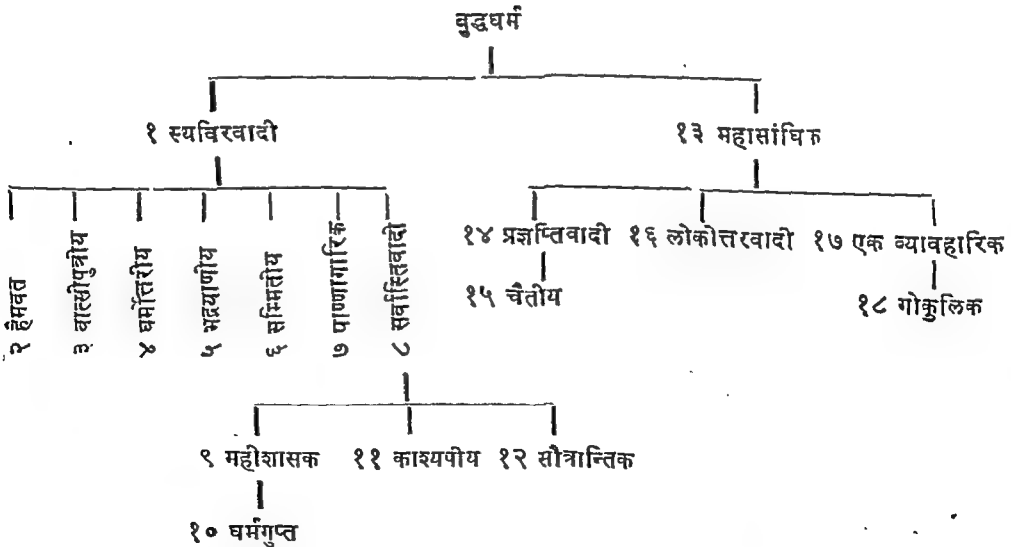 वुद्धधर्म
१ स्थविरवादी
१३ महासांघिक
२ हैमवत
३ वात्सीपुत्रीय
४ धर्मोत्तरीय
५ भद्रयाणीय
६ सम्मितीय
७ पाण्णागारिक
८ सर्वास्तिवादी
१४ प्रज्ञप्तिवादी १६ लोकोत्तरवादी १७ एक व्यावहारिक
१५ चैतीय
१८ गोकुलिक
९ महीशासक ११ काश्यपीय १२ सौत्रान्तिक
१० धर्मगुप्त